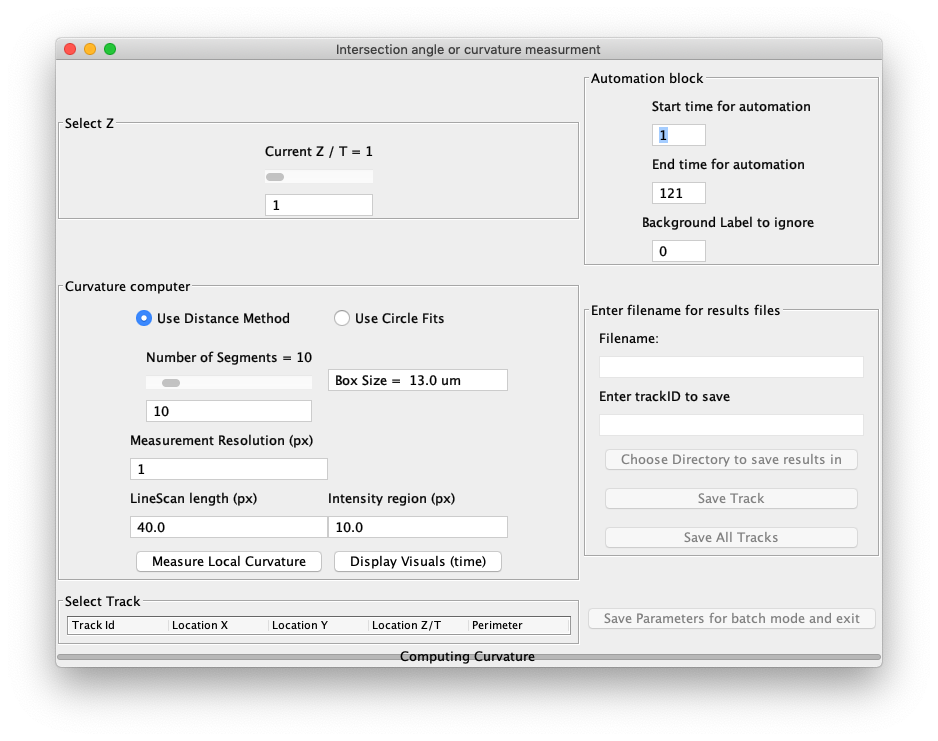 Intersection angle or curvature measurment
Select Z
Current Z / T = 1
1
Automation block
Start time for automation
1
End time for automation
121
Background Label to ignore
0
Curvature computer
Use Distance Method
Use Circle Fits
Number of Segments = 10
Box Size =  13.0 um
10
Measurement Resolution (px)
1
LineScan length (px)
Intensity region (px)
40.0
10.0
Measure Local Curvature
Display Visuals (time)
Enter filename for results files
Filename:
Enter trackID to save
Choose Directory to save results in
Save Track
Save All Tracks
Select Track
Track Id
Location X
Location Y
Location Z/T
Perimeter
Save Parameters for batch mode and exit
Computing Curvature